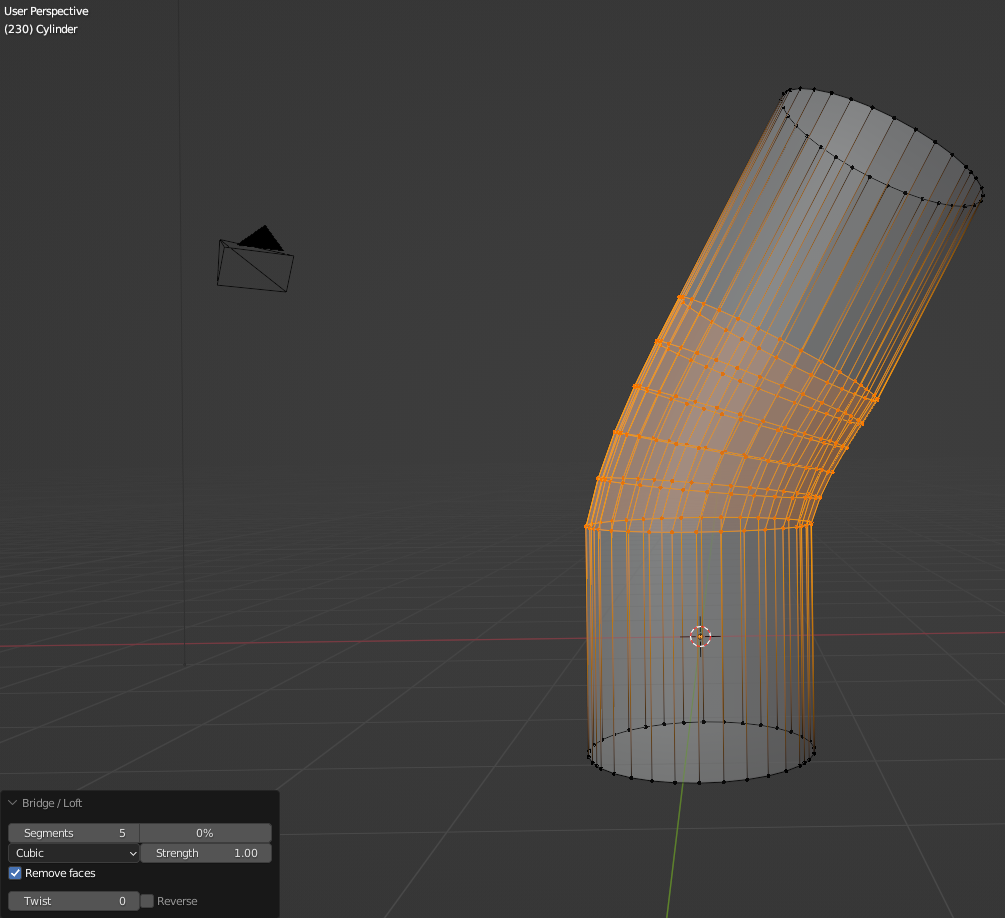 User Perspective
(230) Cylinder
Bridge / Loft
Segments 5 0%
Cubic Strength 1.00
Remove faces
Twist 0 Reverse